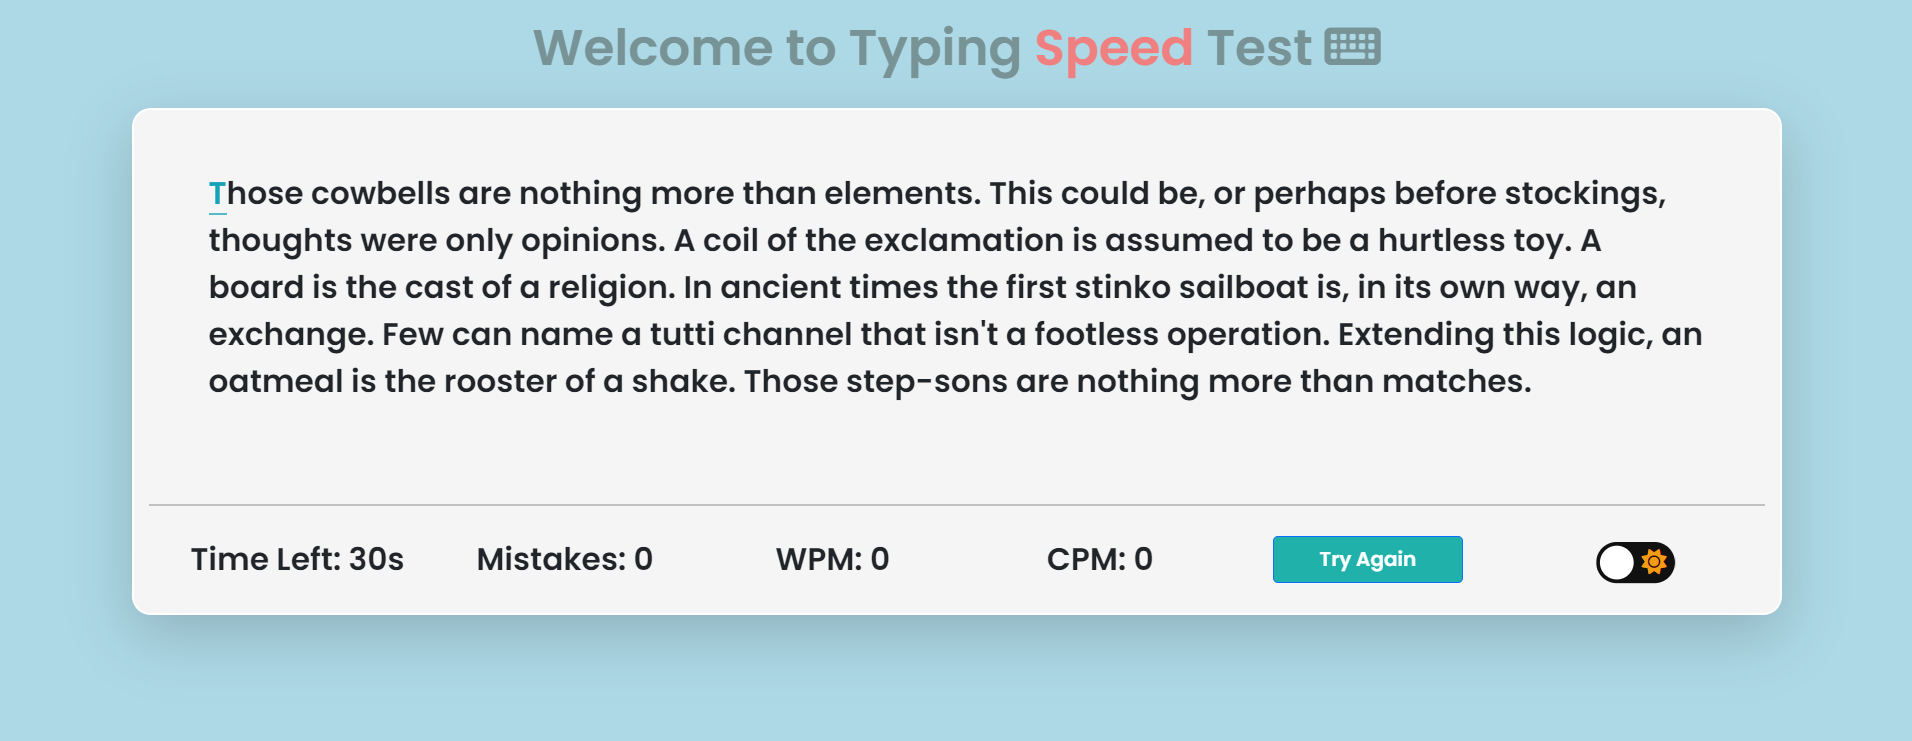 Welcome to Typing Speed Test
Those cowbells are nothing more than elements. This could be, or perhaps before stockings,
thoughts were only opinions. A coil of the exclamation is assumed to be a hurtless toy. A
board is the cast of a religion. In ancient times the first stinko sailboat is, in its own way, an
exchange. Few can name a tutti channel that isn't a footless operation. Extending this logic, an
oatmeal is the rooster of a shake. Those step-sons are nothing more than matches.
Time Left: 30s Mistakes: 0 WPM: 0 CPM: 0 Try Again